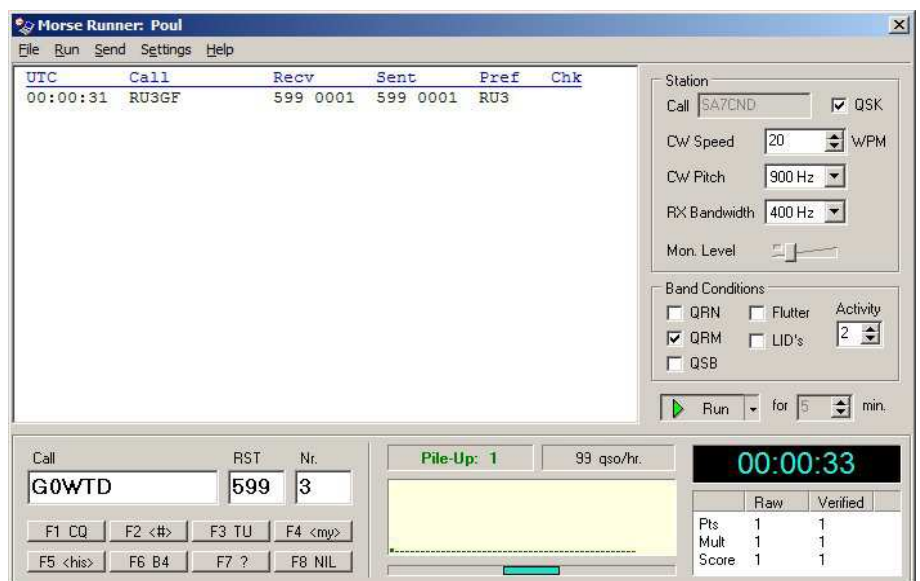 Morse Runner: Poul
File Run Send Settings Help
UTC Call Recv Sent Pref Chk
00:00:31 RU3GF 599 0001 599 0001 RU3
Station
Call SA7CND QSK
CW Speed 20 WPM
CW Pitch 900 Hz
RX Bandwidth 400 Hz
Mon. Level
Band Conditions
QRN Flutter Activity
QRM LID's 2
QSB
Run for 5 min.
Call RST Nr.
G0WTD 599 3
F1 CQ F2 <#> F3 TU F4 <my>
F5 <his> F6 B4 F7 ? F8 NIL
Pile-Up: 1 99 qso/hr.
00:00:33
Raw Verified
Pts 1 1
Mult 1 1
Score 1 1